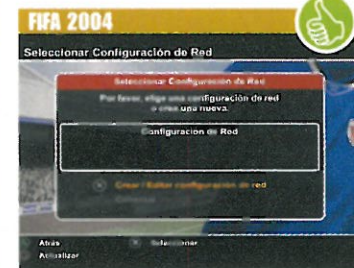 FIFA 2004
Seleccionar Configuración de Red
Seleccionar Configuración de Red
Por favor, elige una configuración de red
o crea una nueva.
Configuración de Red
Crear / Editar configuración de red
Atrás
Seleccionar
Actualizar